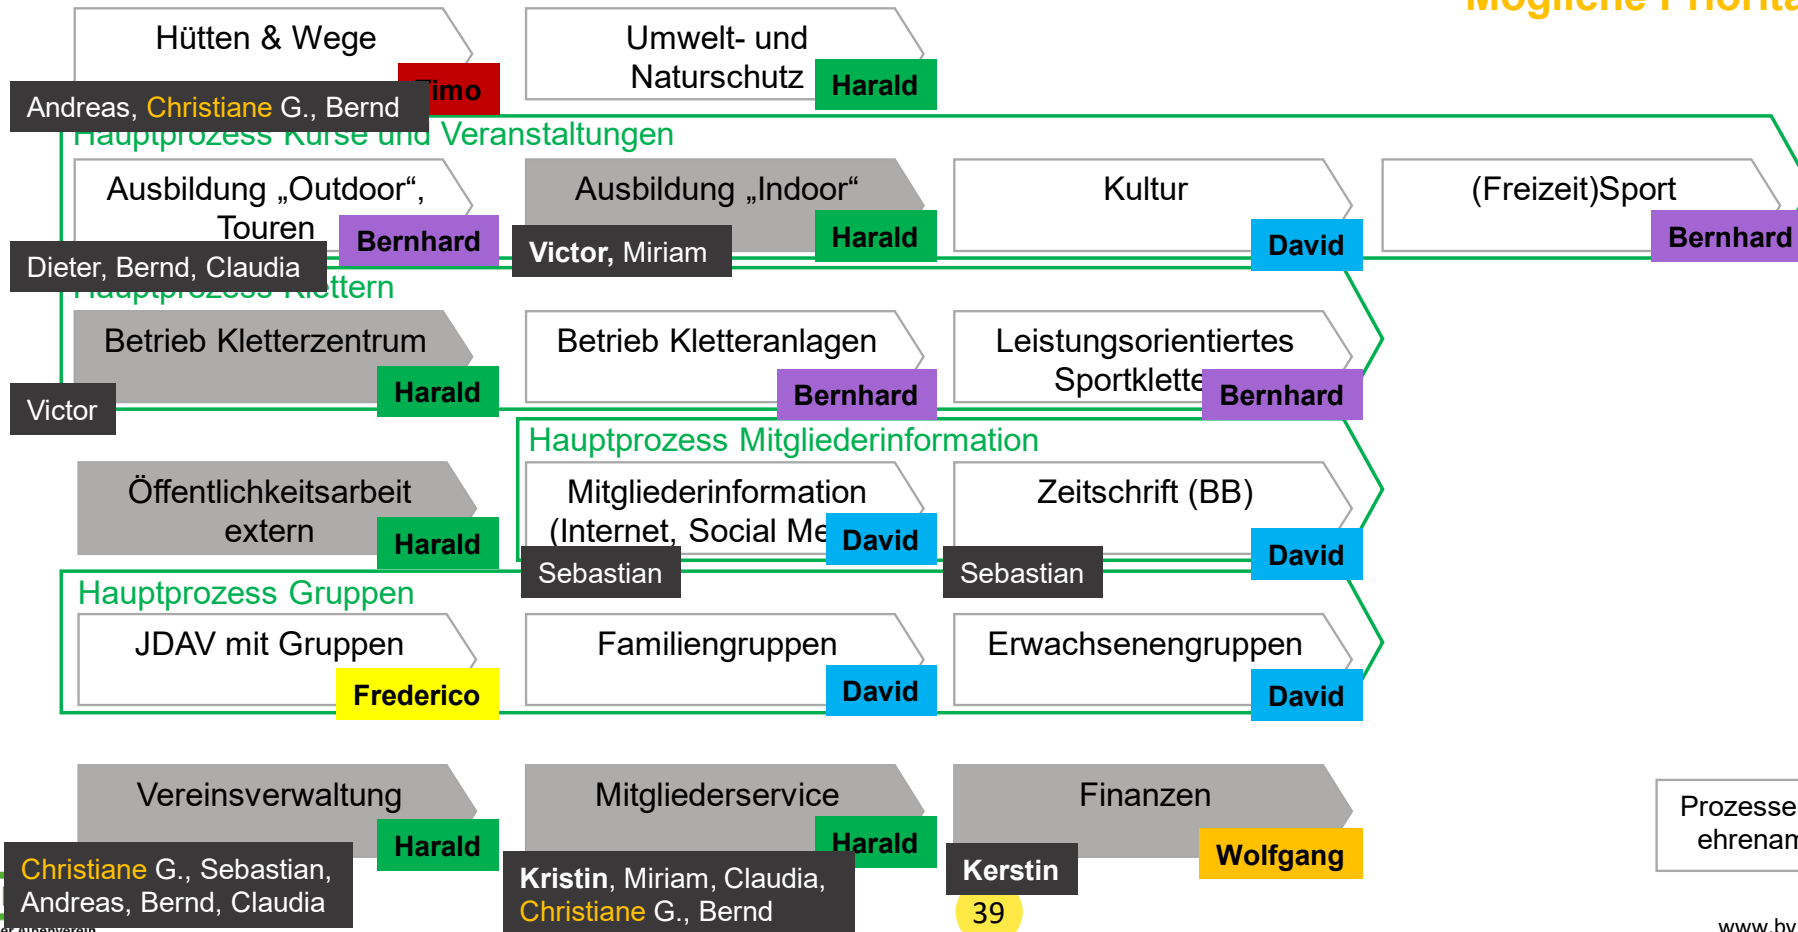 Mögliche
Hütten & Wege
Umwelt- und
Naturschutz
Harald
Andreas, Christiane G., Bernd
Hauptprozess Kurse und Veranstaltungen
Ausbildung „Outdoor“,
Touren
Bernhard
Dieter, Bernd, Claudia
Ausbildung „Indoor“
Harald
Victor, Miriam
Kultur
David
(Freizeit)Sport
Bernhard
Hauptprozess Klettern
Betrieb Kletterzentrum
Harald
Victor
Betrieb Kletteranlagen
Bernhard
Leistungsorientiertes
Bernhard
Öffentlichkeitsarbeit
extern
Harald
Hauptprozess Mitgliederinformation
Mitgliederinformation
(Internet, Social
David
Sebastian
Zeitschrift (BB)
David
Sebastian
Hauptprozess Gruppen
JDAV mit Gruppen
Frederico
Familiengruppen
David
Erwachsenengruppen
David
Vereinsverwaltung
Harald
Christiane G., Sebastian,
Andreas, Bernd, Claudia
Mitgliederservice
Harald
Kristin, Miriam, Claudia,
Christiane G., Bernd
Finanzen
Wolfgang
Kerstin
Prozesse
39